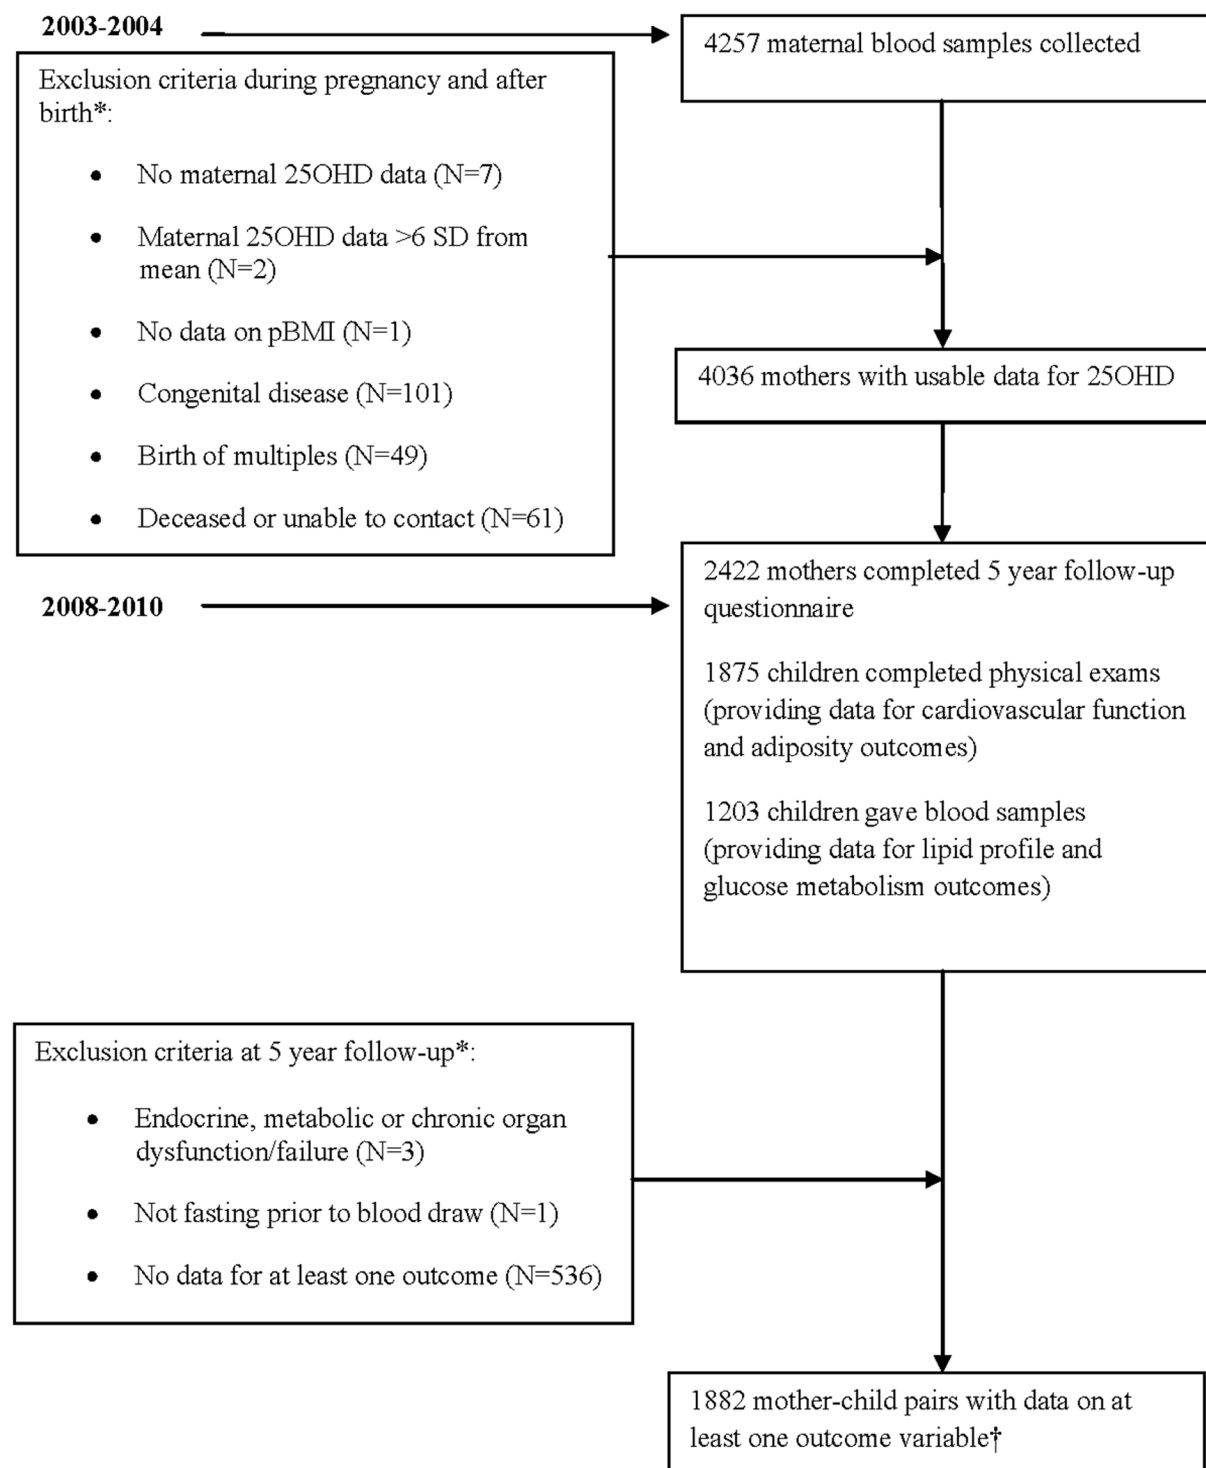 2003-2004
4257 maternal blood samples collected
Exclusion criteria during pregnancy and after
birth*:
• No maternal 25OHD data (N=7)
• Maternal 25OHD data >6 SD from
mean (N=2)
• No data on pBMI (N=1)
• Congenital disease (N=101)
• Birth of multiples (N=49)
• Deceased or unable to contact (N=61)
4036 mothers with usable data for 25OHD
2008-2010
2422 mothers completed 5 year follow-up
questionnaire
1875 children completed physical exams
(providing data for cardiovascular function
and adiposity outcomes)
1203 children gave blood samples
(providing data for lipid profile and
glucose metabolism outcomes)
Exclusion criteria at 5 year follow-up*:
• Endocrine, metabolic or chronic organ
dysfunction/failure (N=3)
• Not fasting prior to blood draw (N=1)
• No data for at least one outcome (N=536)
1882 mother-child pairs with data on at
least one outcome variable†